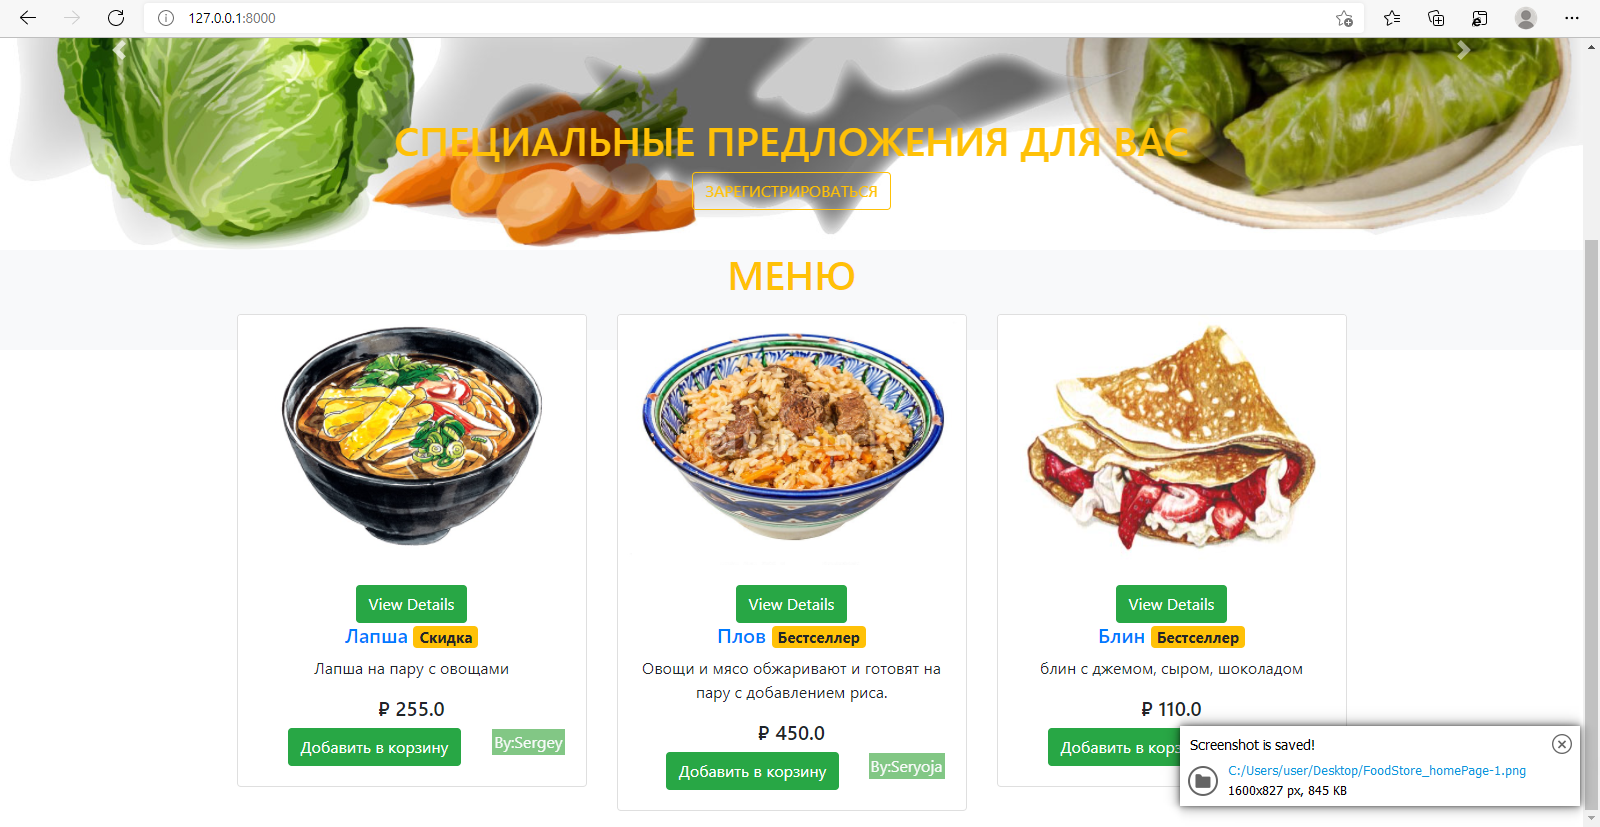 127.0.0.1:8000
СПЕЦИАЛЬНЫЕ ПРЕДЛОЖЕНИЯ ДЛЯ ВАС
ЗАРЕГИСТРИРОВАТЬСЯ
МЕНЮ
View Details
Лапша Скидка
Лапша на пару с овощами
₽ 255.0
Добавить в корзину
By:Sergey
View Details
Плов Бестселлер
Овощи и мясо обжаривают и готовят на
пару с добавлением риса.
₽ 450.0
Добавить в корзину
By:Seryoja
View Details
Блин Бестселлер
блин с джемом, сыром, шоколадом
₽ 110.0
Добавить в корз
Screenshot is saved!
C:/Users/user/Desktop/FoodStore_homePage-1.png
1600x827 px, 845 KB